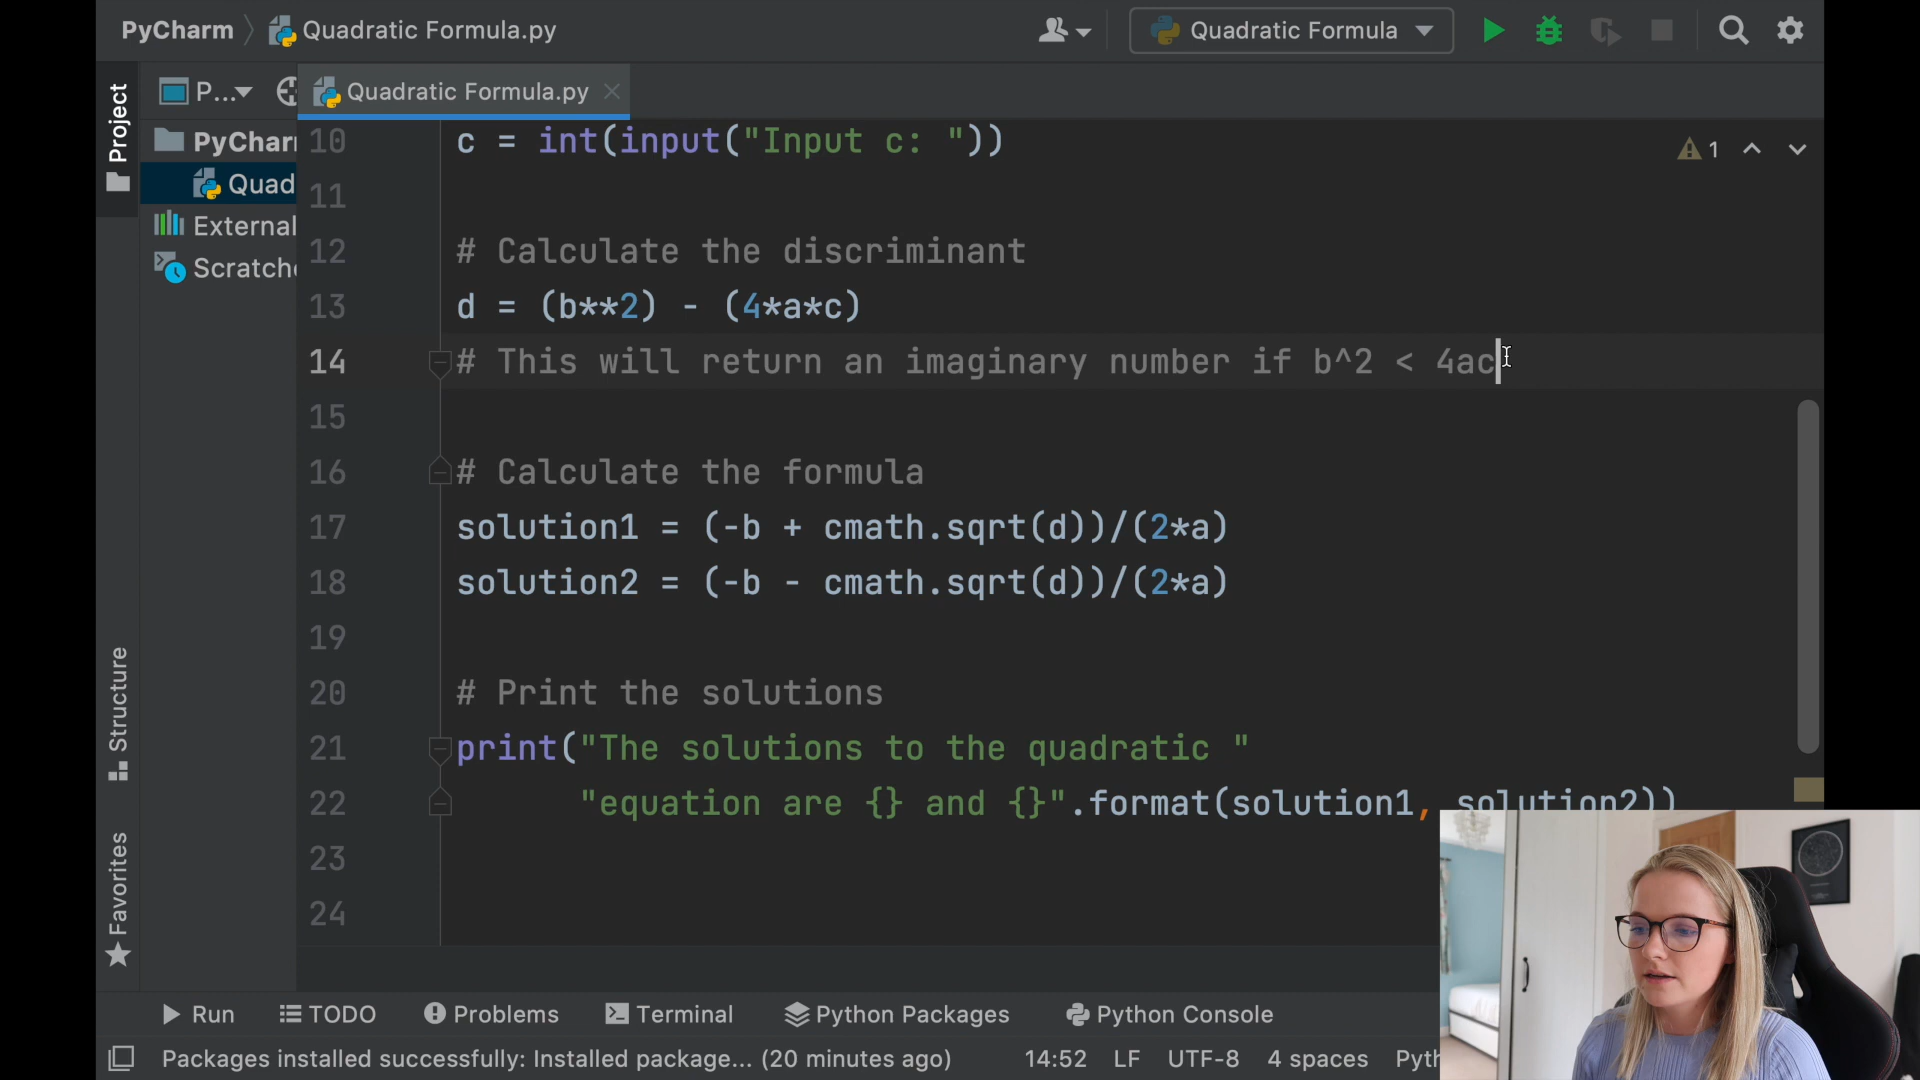 PyCharm
Quadratic Formula.py
Quadratic Formula
Project
P...
Quadratic Formula.py
PyChar
Quad
External
Scratch
10 c = int(input("Input c: "))
1
11
12 # Calculate the discriminant
13 d = (b**2) - (4*a*c)
14 # This will return an imaginary number if b^2 < 4ac
15
16 # Calculate the formula
17 solution1 = (-b + cmath.sqrt(d))/(2*a)
18 solution2 = (-b - cmath.sqrt(d))/(2*a)
19
20 # Print the solutions
21 print("The solutions to the quadratic "
22 "equation are {} and {}".format(solution1, solution2))
23
24
Structure
Favorites
Run
TODO
Problems
Terminal
Python Packages
Python Console
Packages installed successfully: Installed package... (20 minutes ago)
14:52 LF UTF-8 4 spaces Pyth